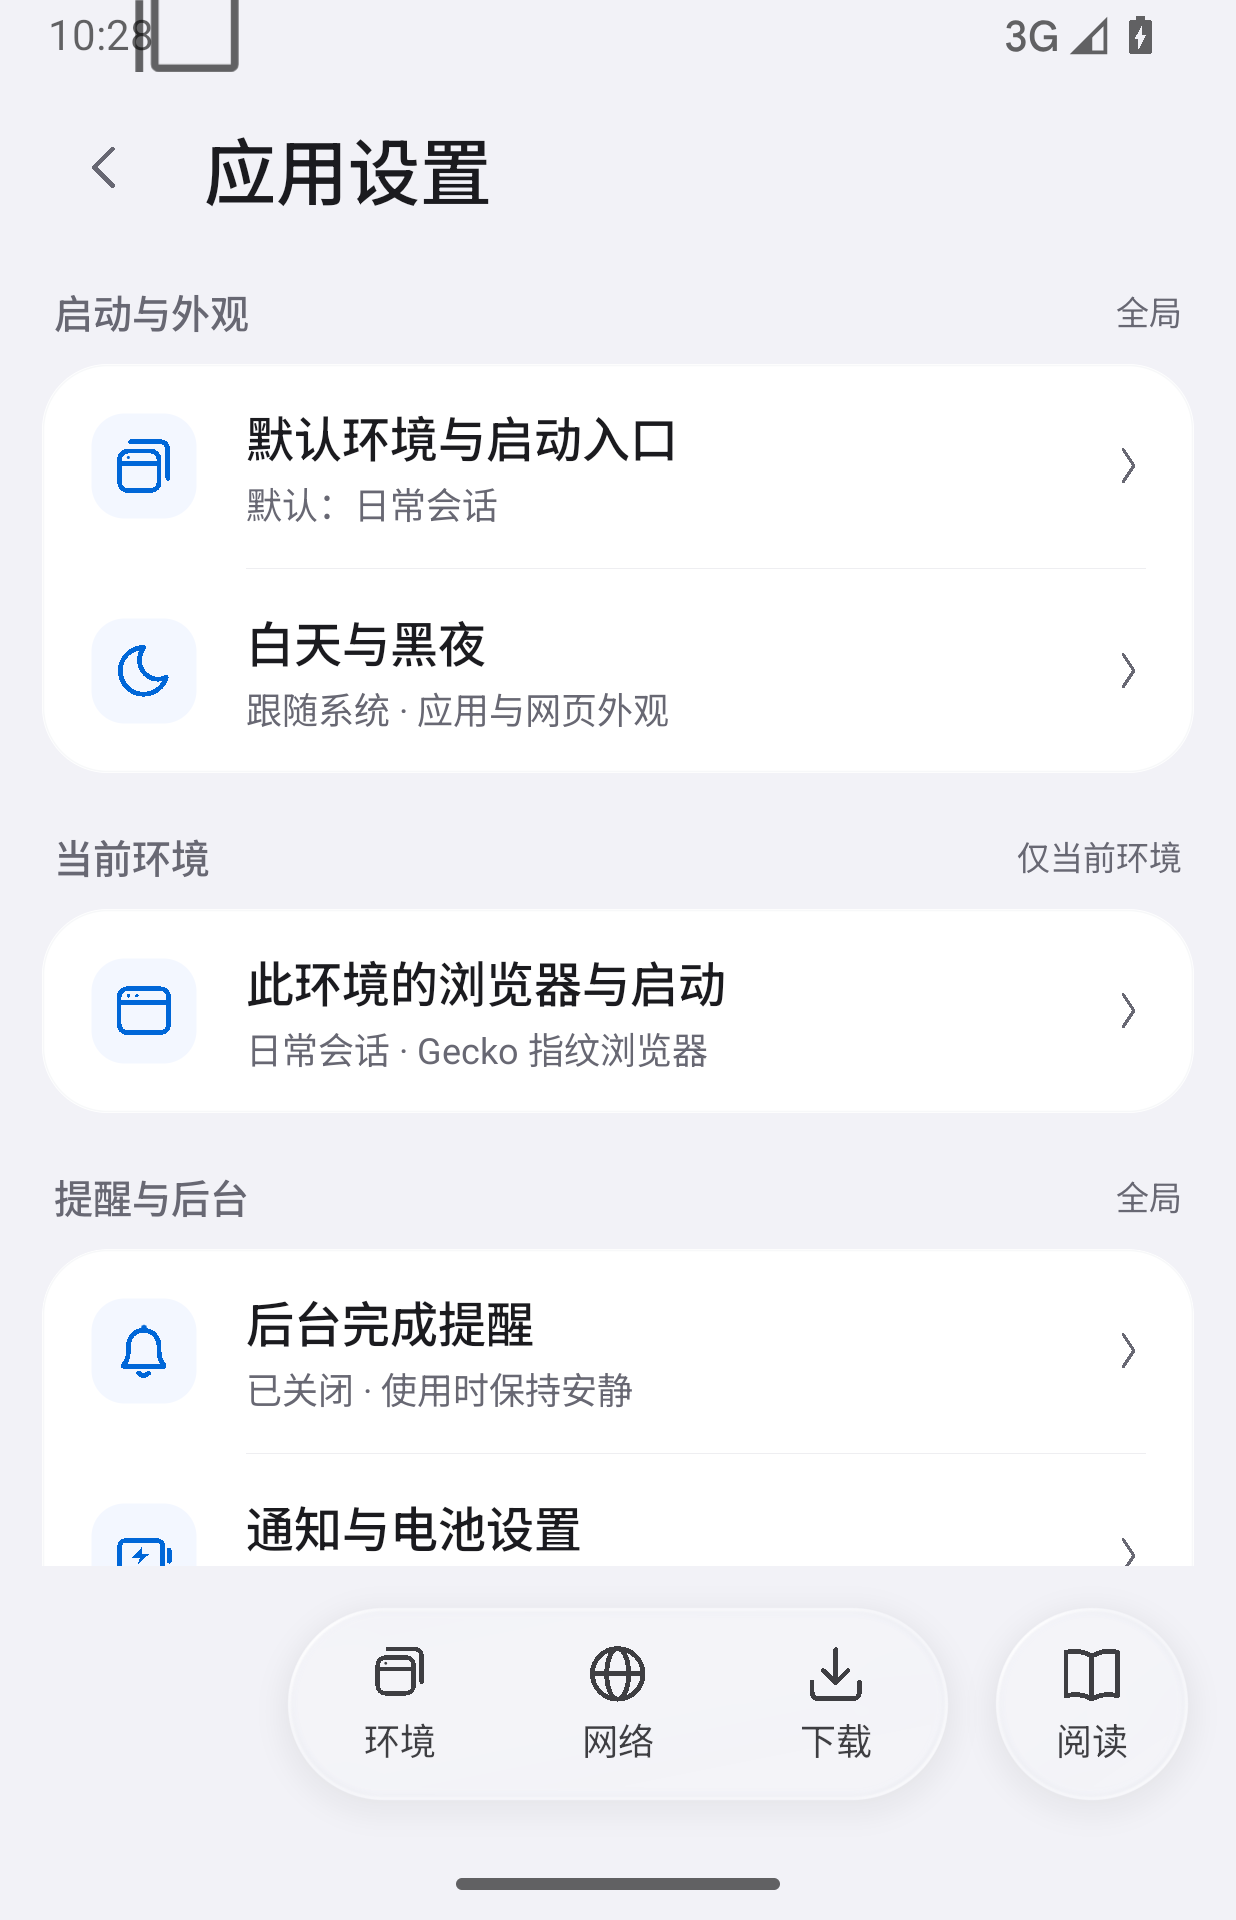 10:28
3G
应用设置
启动与外观
全局
默认环境与启动入口
默认：日常会话
白天与黑夜
跟随系统 · 应用与网页外观
当前环境
仅当前环境
此环境的浏览器与启动
日常会话 · Gecko 指纹浏览器
提醒与后台
全局
后台完成提醒
已关闭 · 使用时保持安静
通知与电池设置
环境
网络
下载
阅读